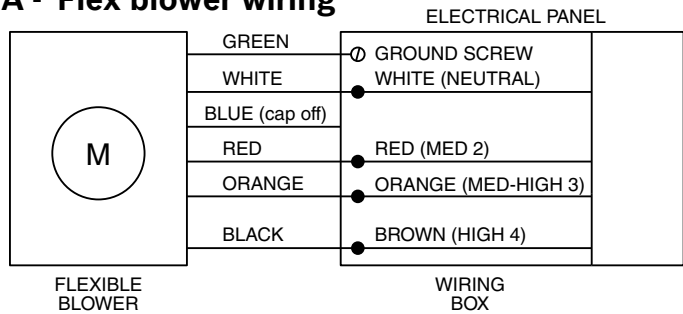 A - Flex blower wiring
ELECTRICAL PANEL
GREEN
GROUND SCREW
WHITE
WHITE (NEUTRAL)
BLUE (cap off)
RED
RED (MED 2)
M
ORANGE
ORANGE (MED-HIGH 3)
BLACK
BROWN (HIGH 4)
FLEXIBLE
BLOWER
WIRING
BOX